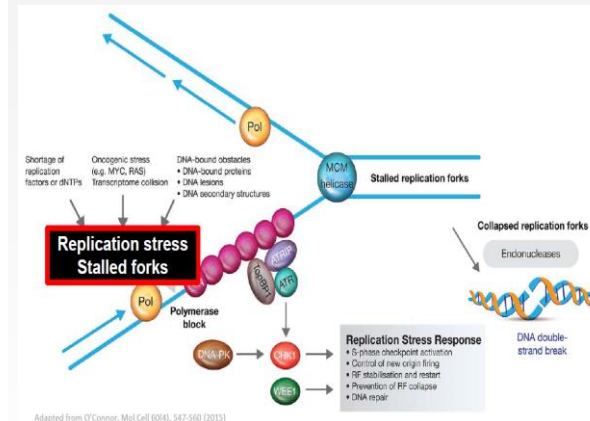 Pol
MCM
helicase
Stalled replication forks
Shortage of
replication
factors or dNTPs
Oncogenic stress
(e.g. MYC, RAS)
Transcriptome collision
DNA-bound obstacles
• DNA-bound proteins
• DNA lesions
• DNA secondary structures
Replication stress
Stalled forks
Pol
Polymerase
block
ATRIP
TopBP1
ATR
Collapsed replication forks
Endonucleases
DNA double-
strand break
DNA-PK
CHK1
WEE1
Replication Stress Response
• S-phase checkpoint activation
• Control of new origin firing
• RF stabilisation and restart
• Prevention of RF collapse
• DNA repair
Adapted from O'Connor, Mol Cell 60(4), 547-560 (2015)